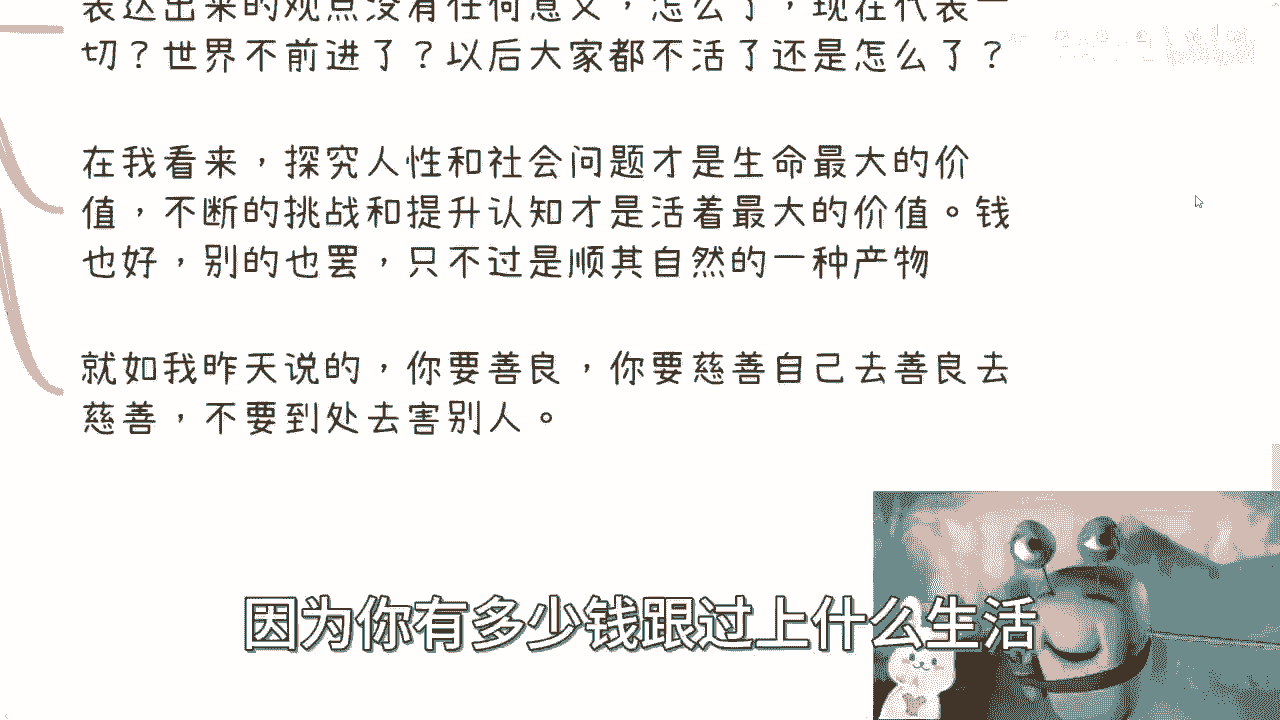 表达出来的观点没有任何意义，怎么了，现在代表一
切？世界不前进了？以后大家都不活了还是怎么了？
在我看来，探究人性和社会问题才是生命最大的价
值，不断的挑战和提升认知才是活着最大的价值。钱
也好，别的也罢，只不过是顺其自然的一种产物
就如我昨天说的，你要善良，你要慈善自己去善良去
慈善，不要到处去害别人。
因为你有多少钱跟过上什么生活